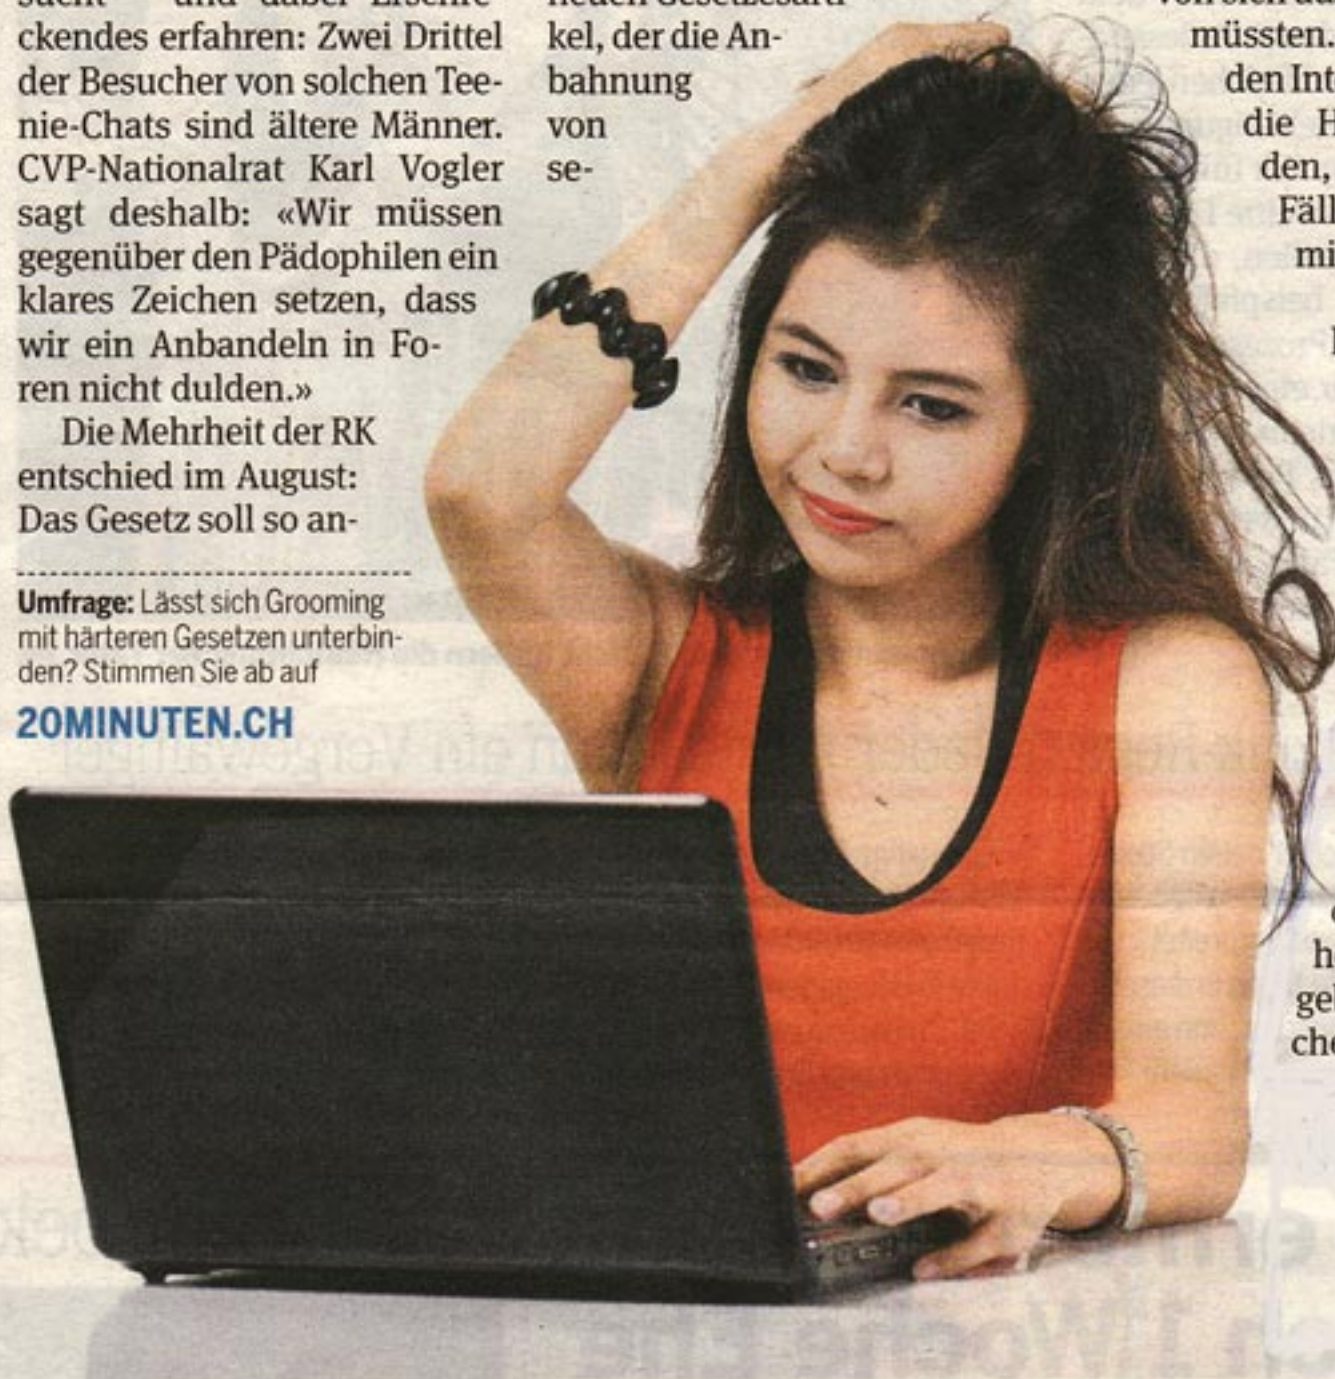 ckendes erfahren: Zwei Drittel
der Besucher von solchen Tee-
nie-Chats sind ältere Männer.
CVP-Nationalrat Karl Vogler
sagt deshalb: «Wir müssen
gegenüber den Pädophilen ein
klares Zeichen setzen, dass
wir ein Anbandeln in Fo-
ren nicht dulden.»
Die Mehrheit der RK
entschied im August:
Das Gesetz soll so an-
Umfrage: Lässt sich Grooming
mit härteren Gesetzen unterbin-
den? Stimmen Sie ab auf
20MINUTEN.CH
kel, der die An-
bahnung
von
se-
müssten.
den Int
die H
den,
Fäll
mi
h
gel
che